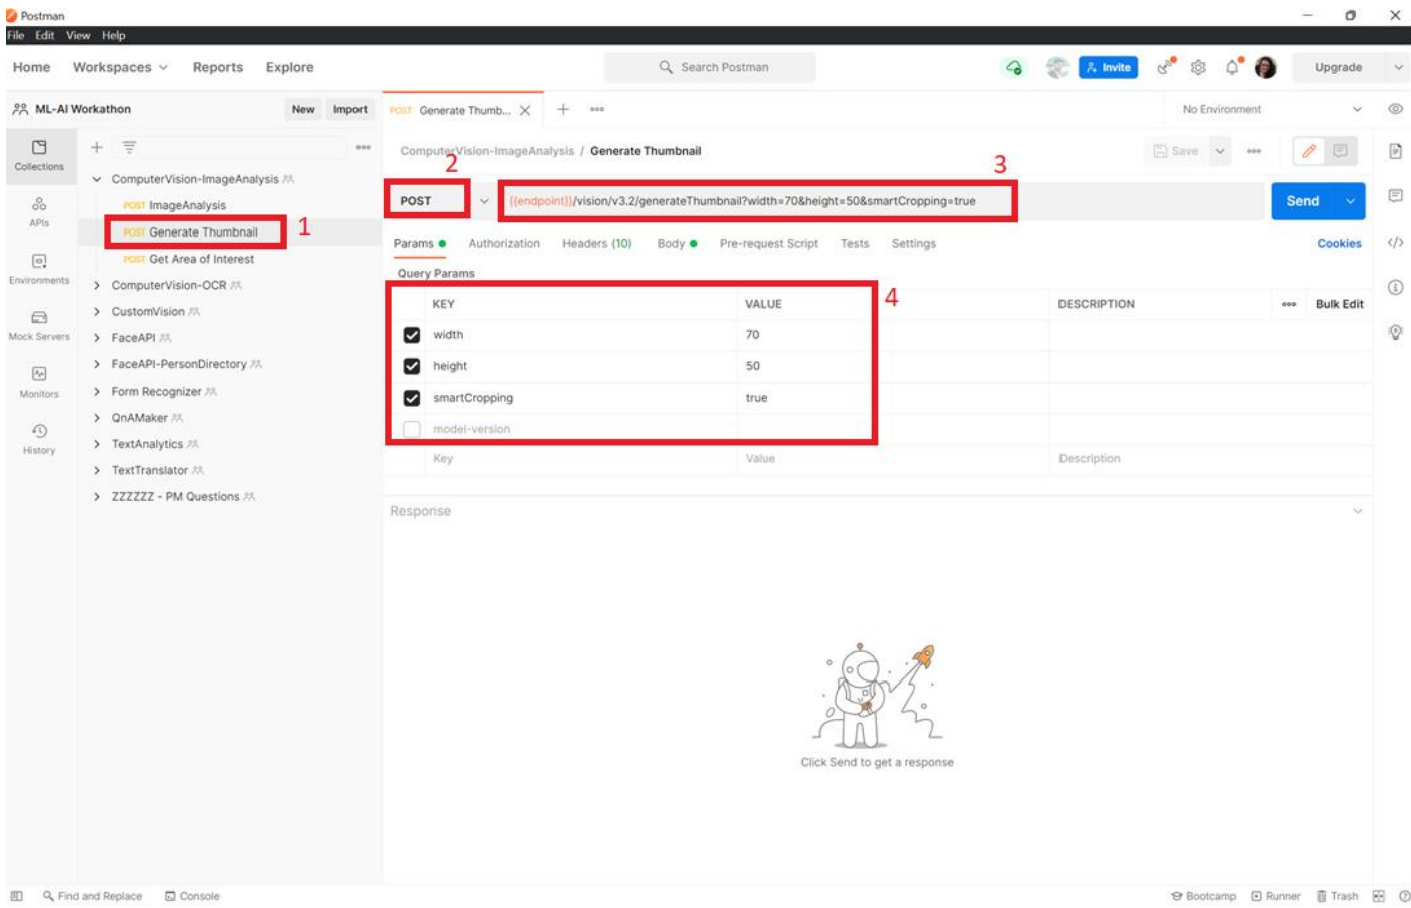 Postman
File Edit View Help
Home Workspaces Reports Explore
Search Postman
Invite
Upgrade
ML-AI Workathon
New Import
POST Generate Thumb...
No Environment
Collections
APIs
Environments
Mock Servers
Monitors
History
ComputerVision-ImageAnalysis
POST ImageAnalysis
POST Generate Thumbnail
1
POST Get Area of Interest
ComputerVision-OCR
CustomVision
FaceAPI
FaceAPI-PersonDirectory
Form Recognizer
QnAMaker
TextAnalytics
TextTranslator
ZZZZZZ - PM Questions
ComputerVision-ImageAnalysis / Generate Thumbnail
Save
2
3
POST
{{endpoint}}/vision/v3.2/generateThumbnail?width=70&height=50&smartCropping=true
Send
Params Authorization Headers (10) Body Pre-request Script Tests Settings
Cookies
Query Params
4
KEY VALUE DESCRIPTION Bulk Edit
width 70
height 50
smartCropping true
model-version
Key Value Description
Response
Click Send to get a response
Find and Replace Console
Bootcamp Runner Trash